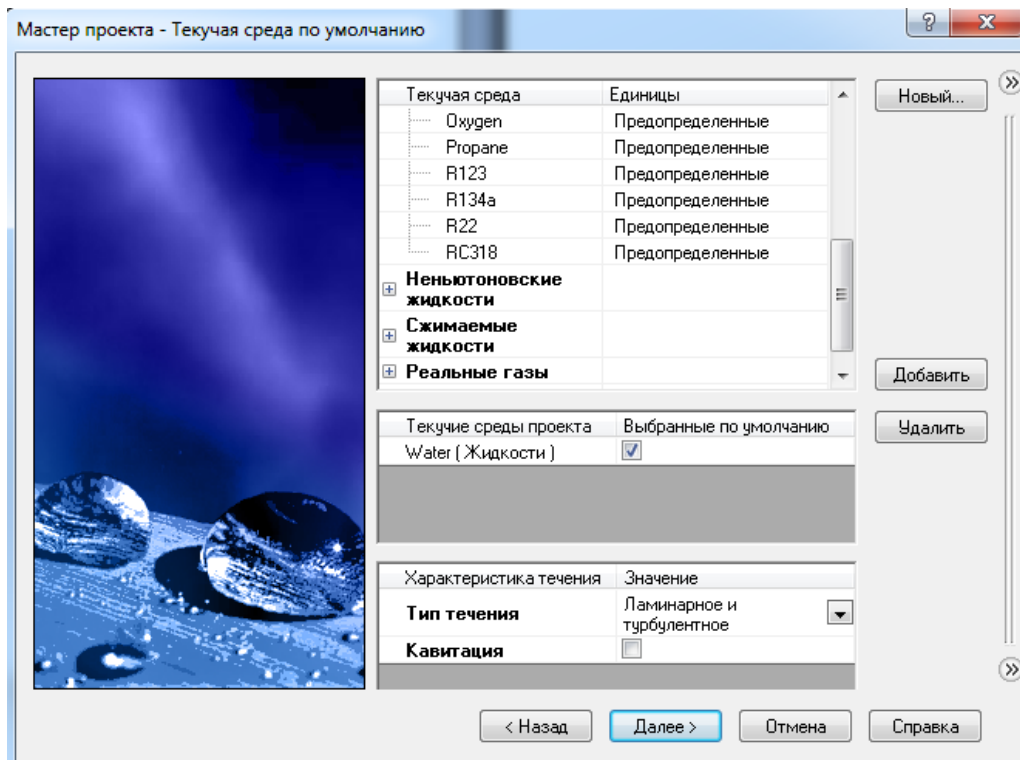 Мастер проекта - Текучая среда по умолчанию
Текучая среда Единицы
Новый...
Oxygen Предопределенные
Propane Предопределенные
R123 Предопределенные
R134a Предопределенные
R22 Предопределенные
RC318 Предопределенные
Неньютоновские
жидкости
Сжимаемые
жидкости
Реальные газы
Добавить
Текучие среды проекта Выбранные по умолчанию
Удалить
Water ( Жидкости )
Характеристика течения Значение
Тип течения Ламинарное и
турбулентное
Кавитация
< Назад Далее > Отмена Справка